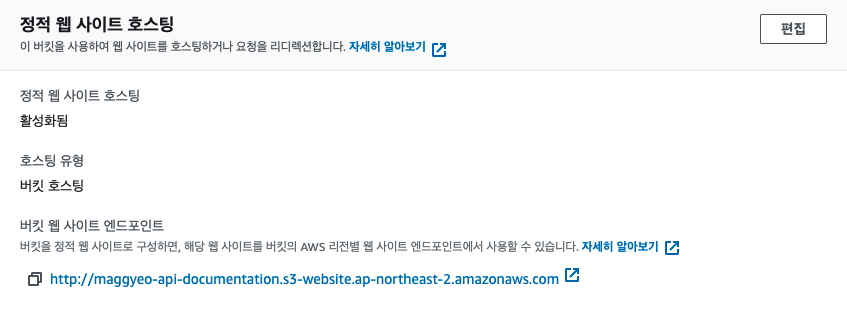 정적 웹 사이트 호스팅
편집
이 버킷을 사용하여 웹 사이트를 호스팅하거나 요청을 리디렉션합니다. 자세히 알아보기
정적 웹 사이트 호스팅
활성화됨
호스팅 유형
버킷 호스팅
버킷 웹 사이트 엔드포인트
버킷을 정적 웹 사이트로 구성하면, 해당 웹 사이트를 버킷의 AWS 리전별 웹 사이트 엔드포인트에서 사용할 수 있습니다. 자세히 알아보기
http://maggyeo-api-documentation.s3-website.ap-northeast-2.amazonaws.com